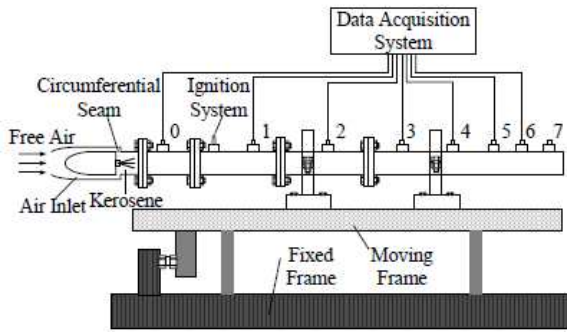 Data Acquisition
System
Circumferential
Seam
Ignition
System
Free Air
0
1
2
3
4
5
6
7
Air Inlet
Kerosene
Fixed
Frame
Moving
Frame